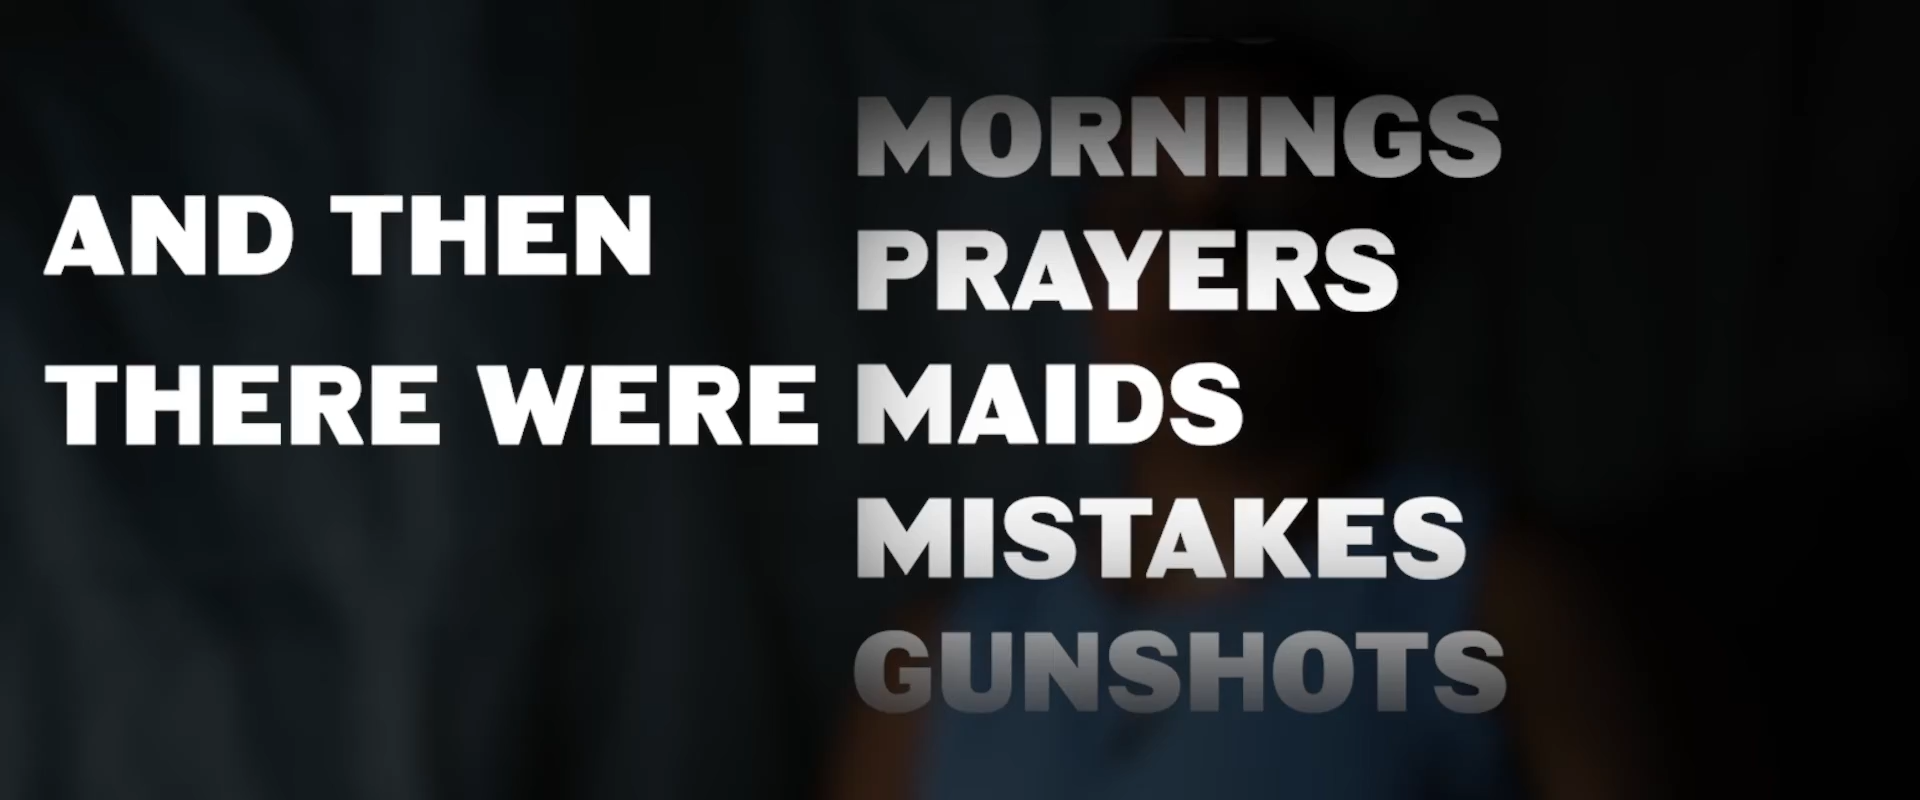 AND THEN
THERE WERE
MORNINGS
PRAYERS
MAIDS
MISTAKES
GUNSHOTS